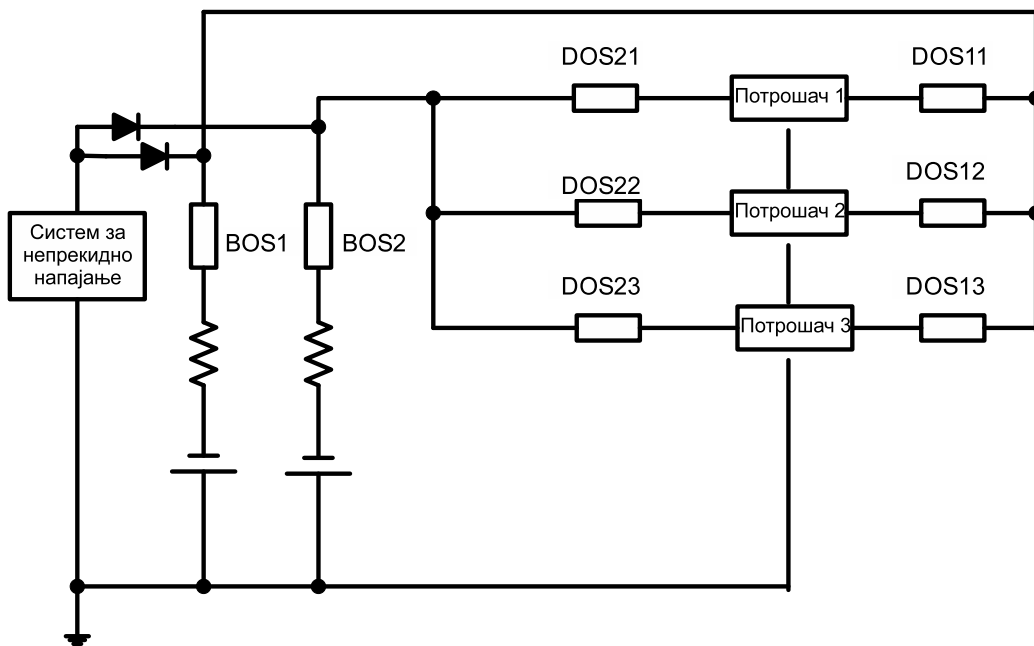 DOS21
DOS11
Потрошач 1
DOS22
DOS12
Потрошач 2
Систем за
непрекидно
напајање
BOS1
BOS2
DOS23
DOS13
Потрошач 3